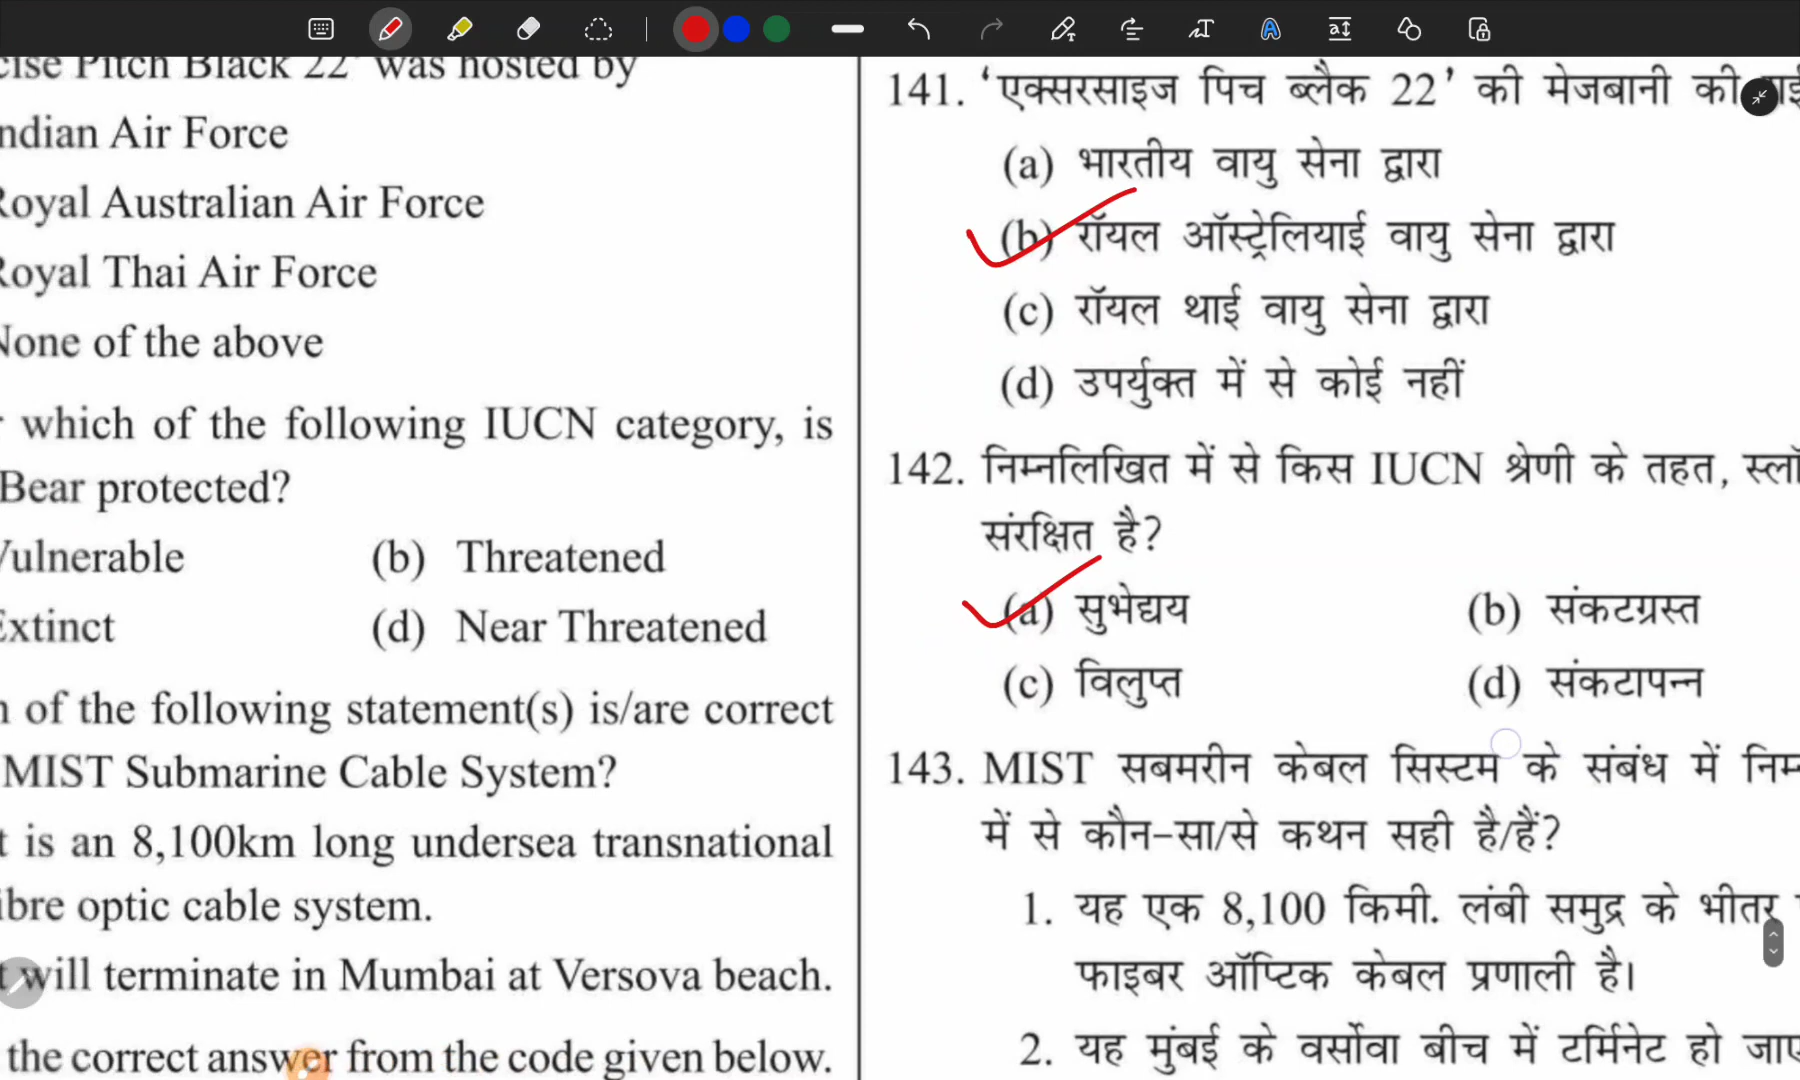 Pitch Black 22' was hosted by
Air Force
Royal Australian Air Force
Royal Thai Air Force
None of the above
which of the following IUCN category, is
Bear protected?
Vulnerable (b) Threatened
Extinct (d) Near Threatened
of the following statement(s) is/are correct
MIST Submarine Cable System?
is an 8,100km long undersea transnational
optic cable system.
will terminate in Mumbai at Versova beach.
the correct answer from the code given below.
141. 'एक्सरसाइज पिच ब्लैक 22' की मेजबानी की
(a) भारतीय वायु सेना द्वारा
(b) रॉयल ऑस्ट्रेलियाई वायु सेना द्वारा
(c) रॉयल थाई वायु सेना द्वारा
(d) उपर्युक्त में से कोई नहीं
142. निम्नलिखित में से किस IUCN श्रेणी के तहत,
संरक्षित है?
(a) सुभेद्यय (b) संकटग्रस्त
(c) विलुप्त (d) संकटापन्न
143. MIST सबमरीन केबल सिस्टम के संबंध में
में से कौन-सा/से कथन सही है/हैं?
1. यह एक 8,100 किमी. लंबी समुद्र के भीतर
फाइबर ऑप्टिक केबल प्रणाली है।
2. यह मुंबई के वर्सोवा बीच में टर्मिनेट हो